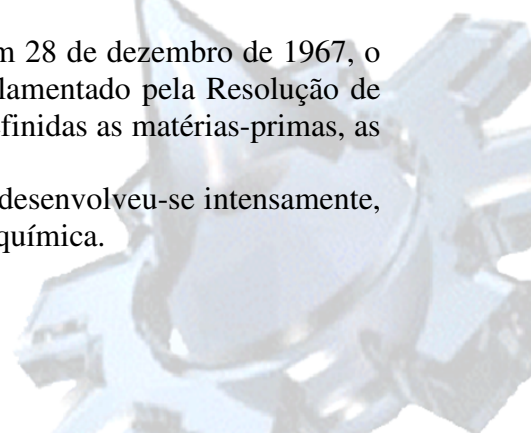 m 28 de dezembro de 1967, o
lamentado pela Resolução de
finidas as matérias-primas, as
desenvolveu-se intensamente,
química.